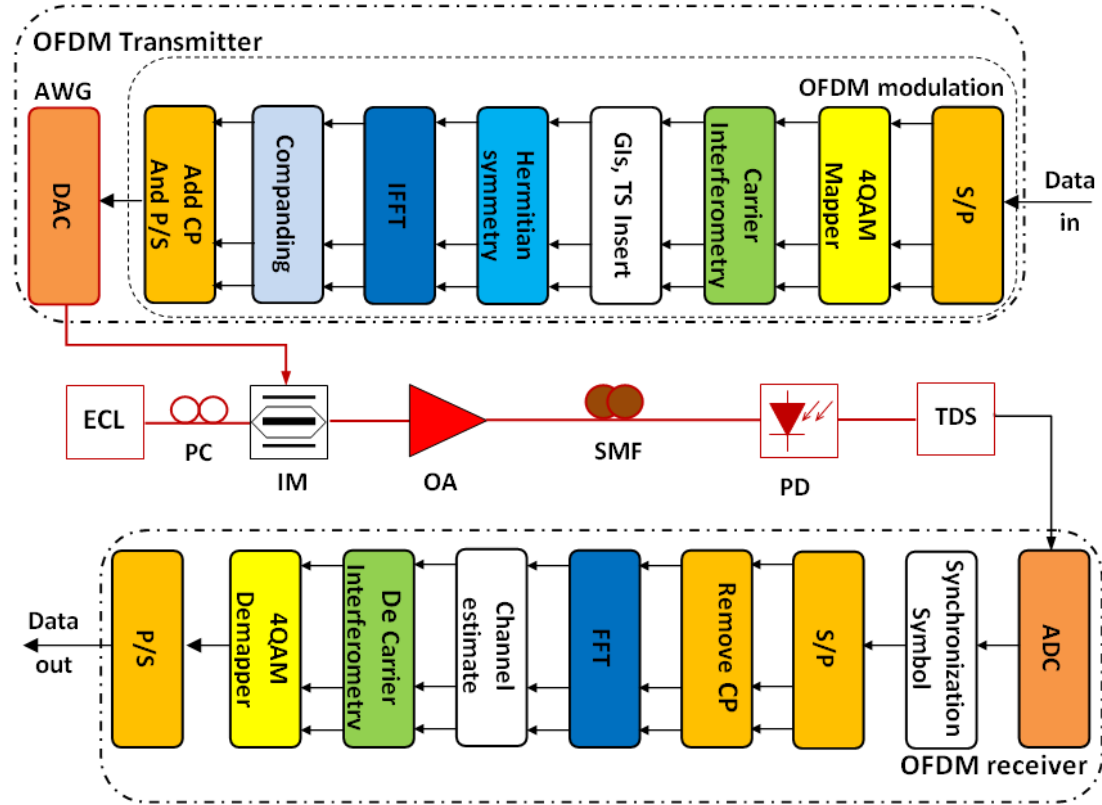 OFDM Transmitter
OFDM modulation
AWG
DAC
Add CP
And P/S
Companding
IFFT
Hermitian
symmetry
GIs, TS Insert
Carrier
Interferometry
4QAM
Mapper
S/P
Data
in
ECL
PC
IM
OA
SMF
PD
TDS
Data
out
P/S
4QAM
Demapper
De Carrier
Interferometry
Channel
estimate
FFT
Remove CP
S/P
Synchronization
Symbol
ADC
OFDM receiver